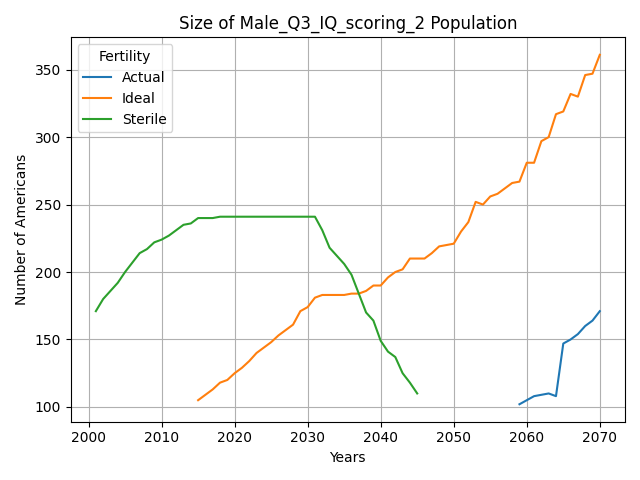 Size of Male_Q3_IQ_scoring_2 Population
Fertility
Actual
Ideal
Sterile
Number of Americans
350
300
250
200
150
100
2000 2010 2020 2030 2040 2050 2060 2070
Years